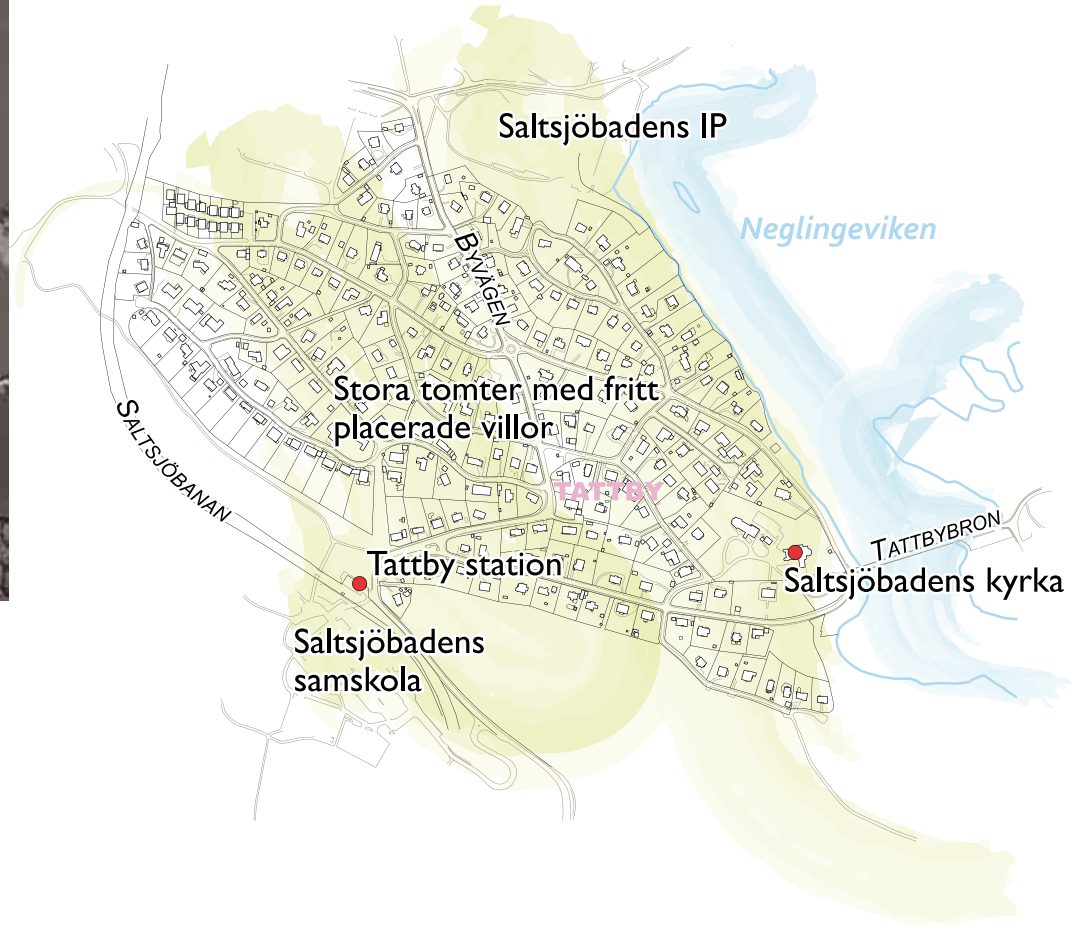 Saltsjöbadens IP
Neglingeviken
BYVÄGEN
Stora tomter med fritt
placerade villor
SALTSJÖBANAN
TATTBY
TATTBYBRON
Tattby station
Saltsjöbadens kyrka
Saltsjöbadens
samskola